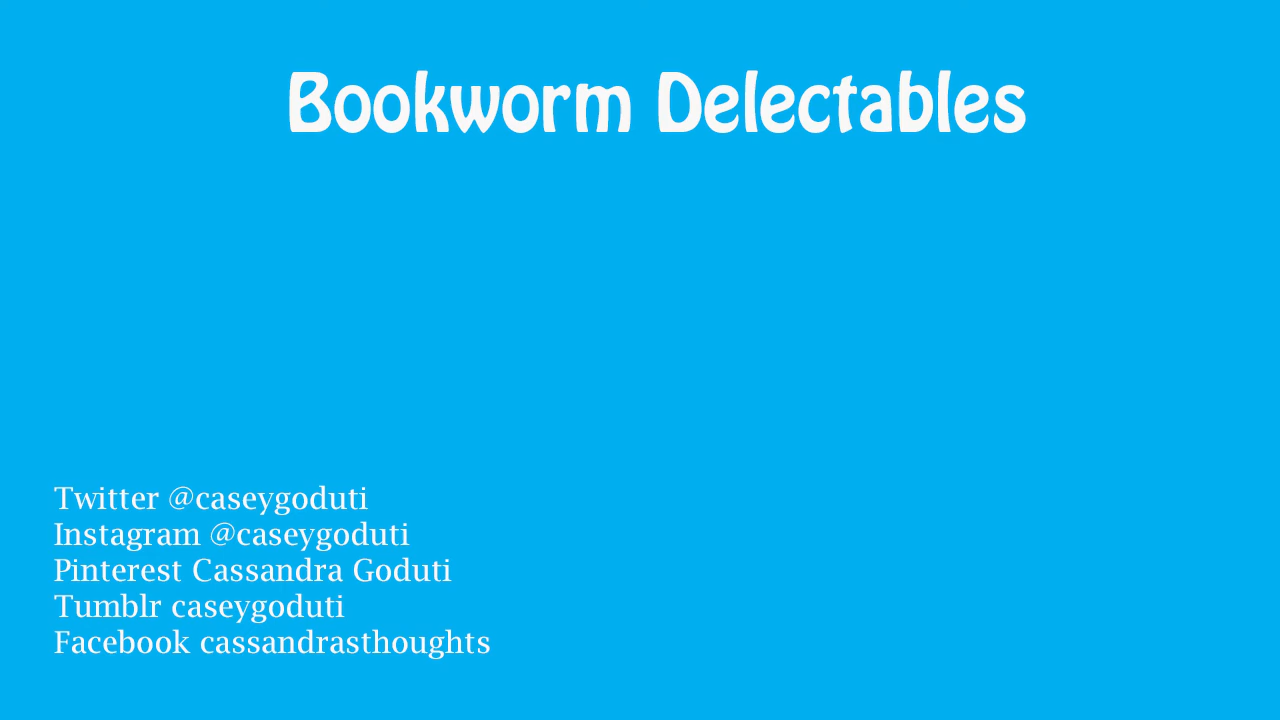 Bookworm Delectables
Twitter @caseygoduti
Instagram @caseygoduti
Pinterest Cassandra Goduti
Tumblr caseygoduti
Facebook cassandrasthoughts